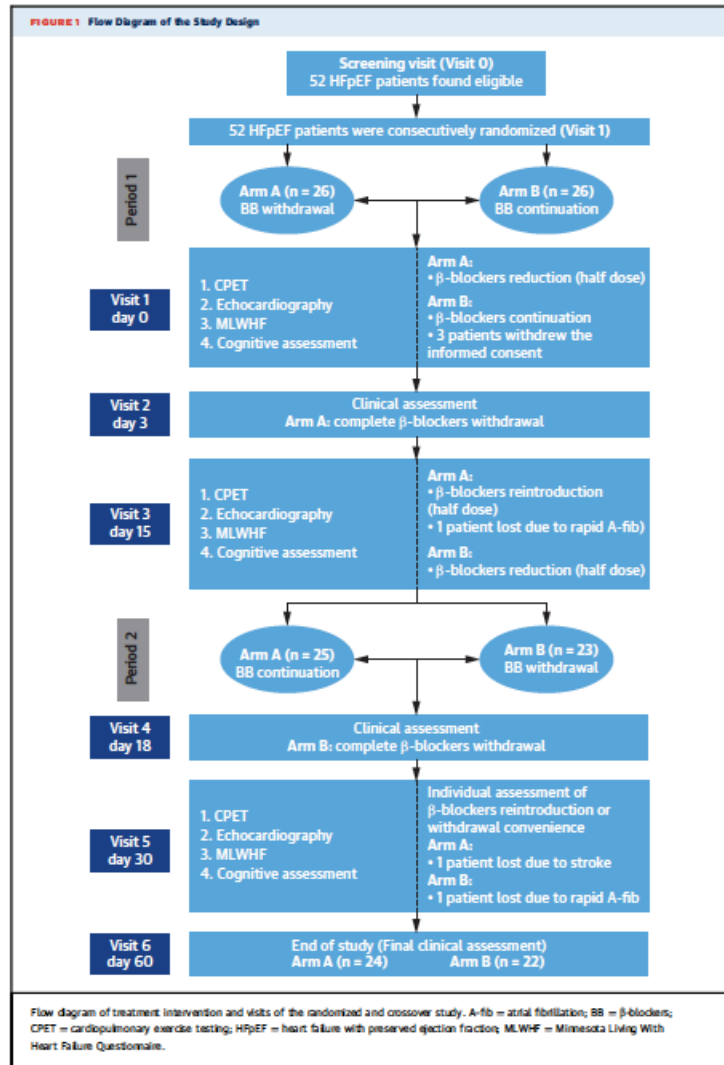 FIGURE 1 Flow Diagram of the Study Design
Screening visit (Visit 0)
52 HFpEF patients found eligible
52 HFpEF patients were consecutively randomized (Visit 1)
Period 1
Arm A (n = 26)
BB withdrawal
Arm B (n = 26)
BB continuation
Visit 1
day 0
1. CPET
2. Echocardiography
3. MLWHF
4. Cognitive assessment
Arm A:
• β-blockers reduction (half dose)
Arm B:
• β-blockers continuation
• 3 patients withdrew the
informed consent
Visit 2
day 3
Clinical assessment
Arm A: complete β-blockers withdrawal
Visit 3
day 15
1. CPET
2. Echocardiography
3. MLWHF
4. Cognitive assessment
Arm A:
• β-blockers reintroduction
(half dose)
• 1 patient lost due to rapid A-fib)
Arm B:
• β-blockers reduction (half dose)
Period 2
Arm A (n = 25)
BB continuation
Arm B (n = 23)
BB withdrawal
Visit 4
day 18
Clinical assessment
Arm B: complete β-blockers withdrawal
Visit 5
day 30
1. CPET
2. Echocardiography
3. MLWHF
4. Cognitive assessment
Individual assessment of
β-blockers reintroduction or
withdrawal convenience
Arm A:
• 1 patient lost due to stroke
Arm B:
• 1 patient lost due to rapid A-fib
Visit 6
day 60
End of study (Final clinical assessment)
Arm A (n = 24) Arm B (n = 22)
Flow diagram of treatment intervention and visits of the randomized and crossover study. A-fib = atrial fibrillation; BB = β-blockers;
CPET = cardiopulmonary exercise testing; HFpEF = heart failure with preserved ejection fraction; MLWHF = Minnesota Living With
Heart Failure Questionnaire.